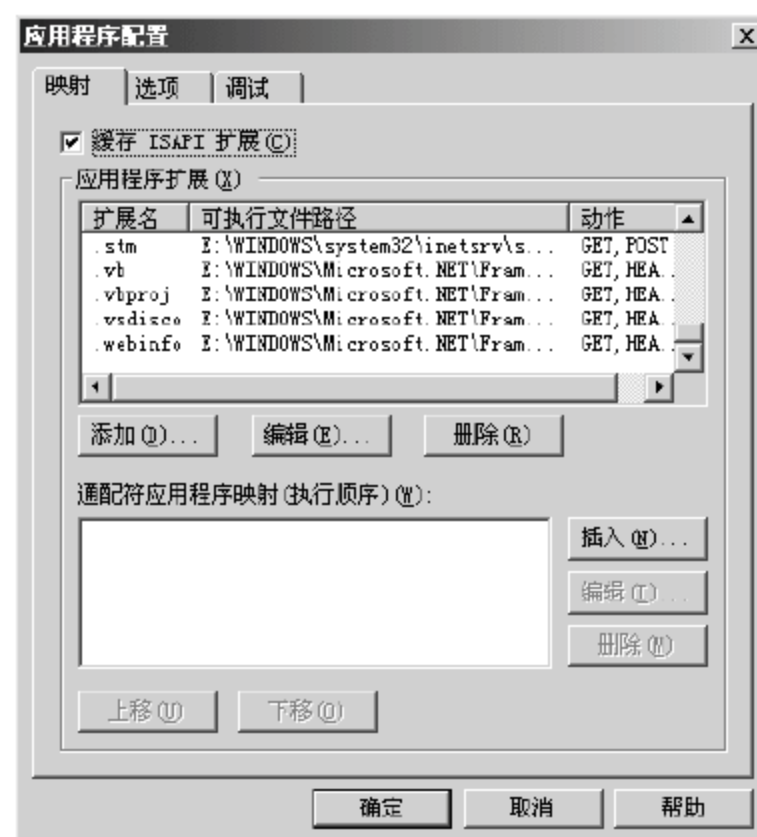 应用程序配置
映射 选项 调试
缓存 ISAPI 扩展(C)
应用程序扩展(X)
扩展名 可执行文件路径 动作
.stm E:\WINDOWS\system32\inetsrv\s... GET,POST
.vb E:\WINDOWS\Microsoft.NET\Fram... GET,HEA..
.vbproj E:\WINDOWS\Microsoft.NET\Fram... GET,HEA..
.vsdisco E:\WINDOWS\Microsoft.NET\Fram... GET,HEA..
.webinfo E:\WINDOWS\Microsoft.NET\Fram... GET,HEA..
添加(D)... 编辑(E)... 删除(R)
通配符应用程序映射(执行顺序)(W):
插入(N)...
编辑(T)...
删除(M)
上移(U) 下移(O)
确定 取消 帮助